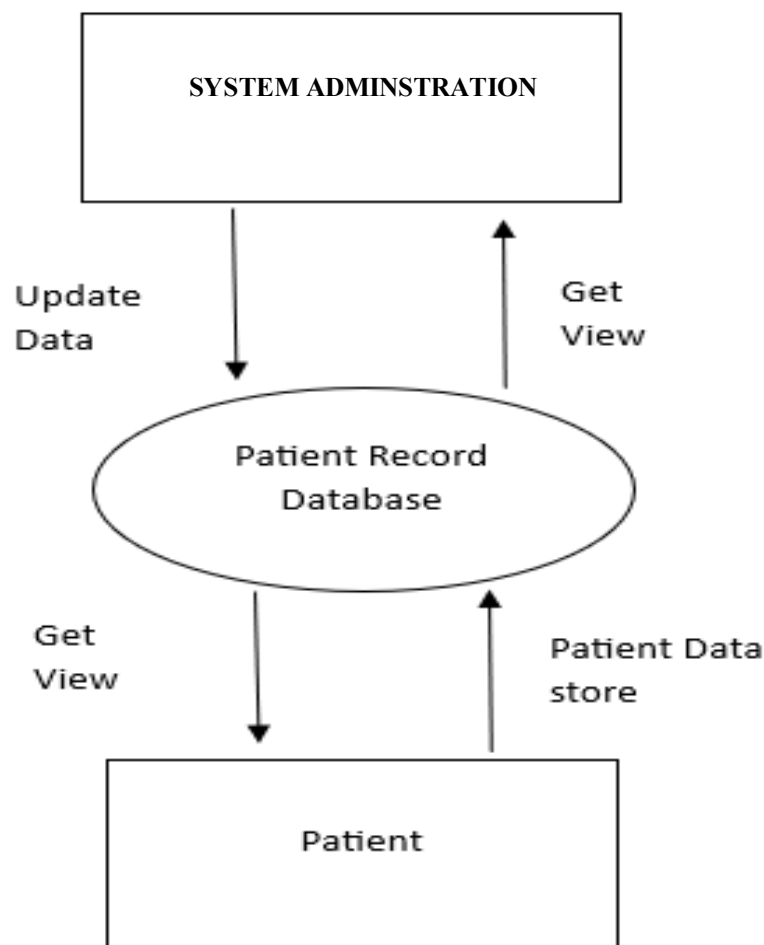 SYSTEM ADMINSTRATION
Update
Data
Get
View
Patient Record
Database
Get
View
Patient Data
store
Patient